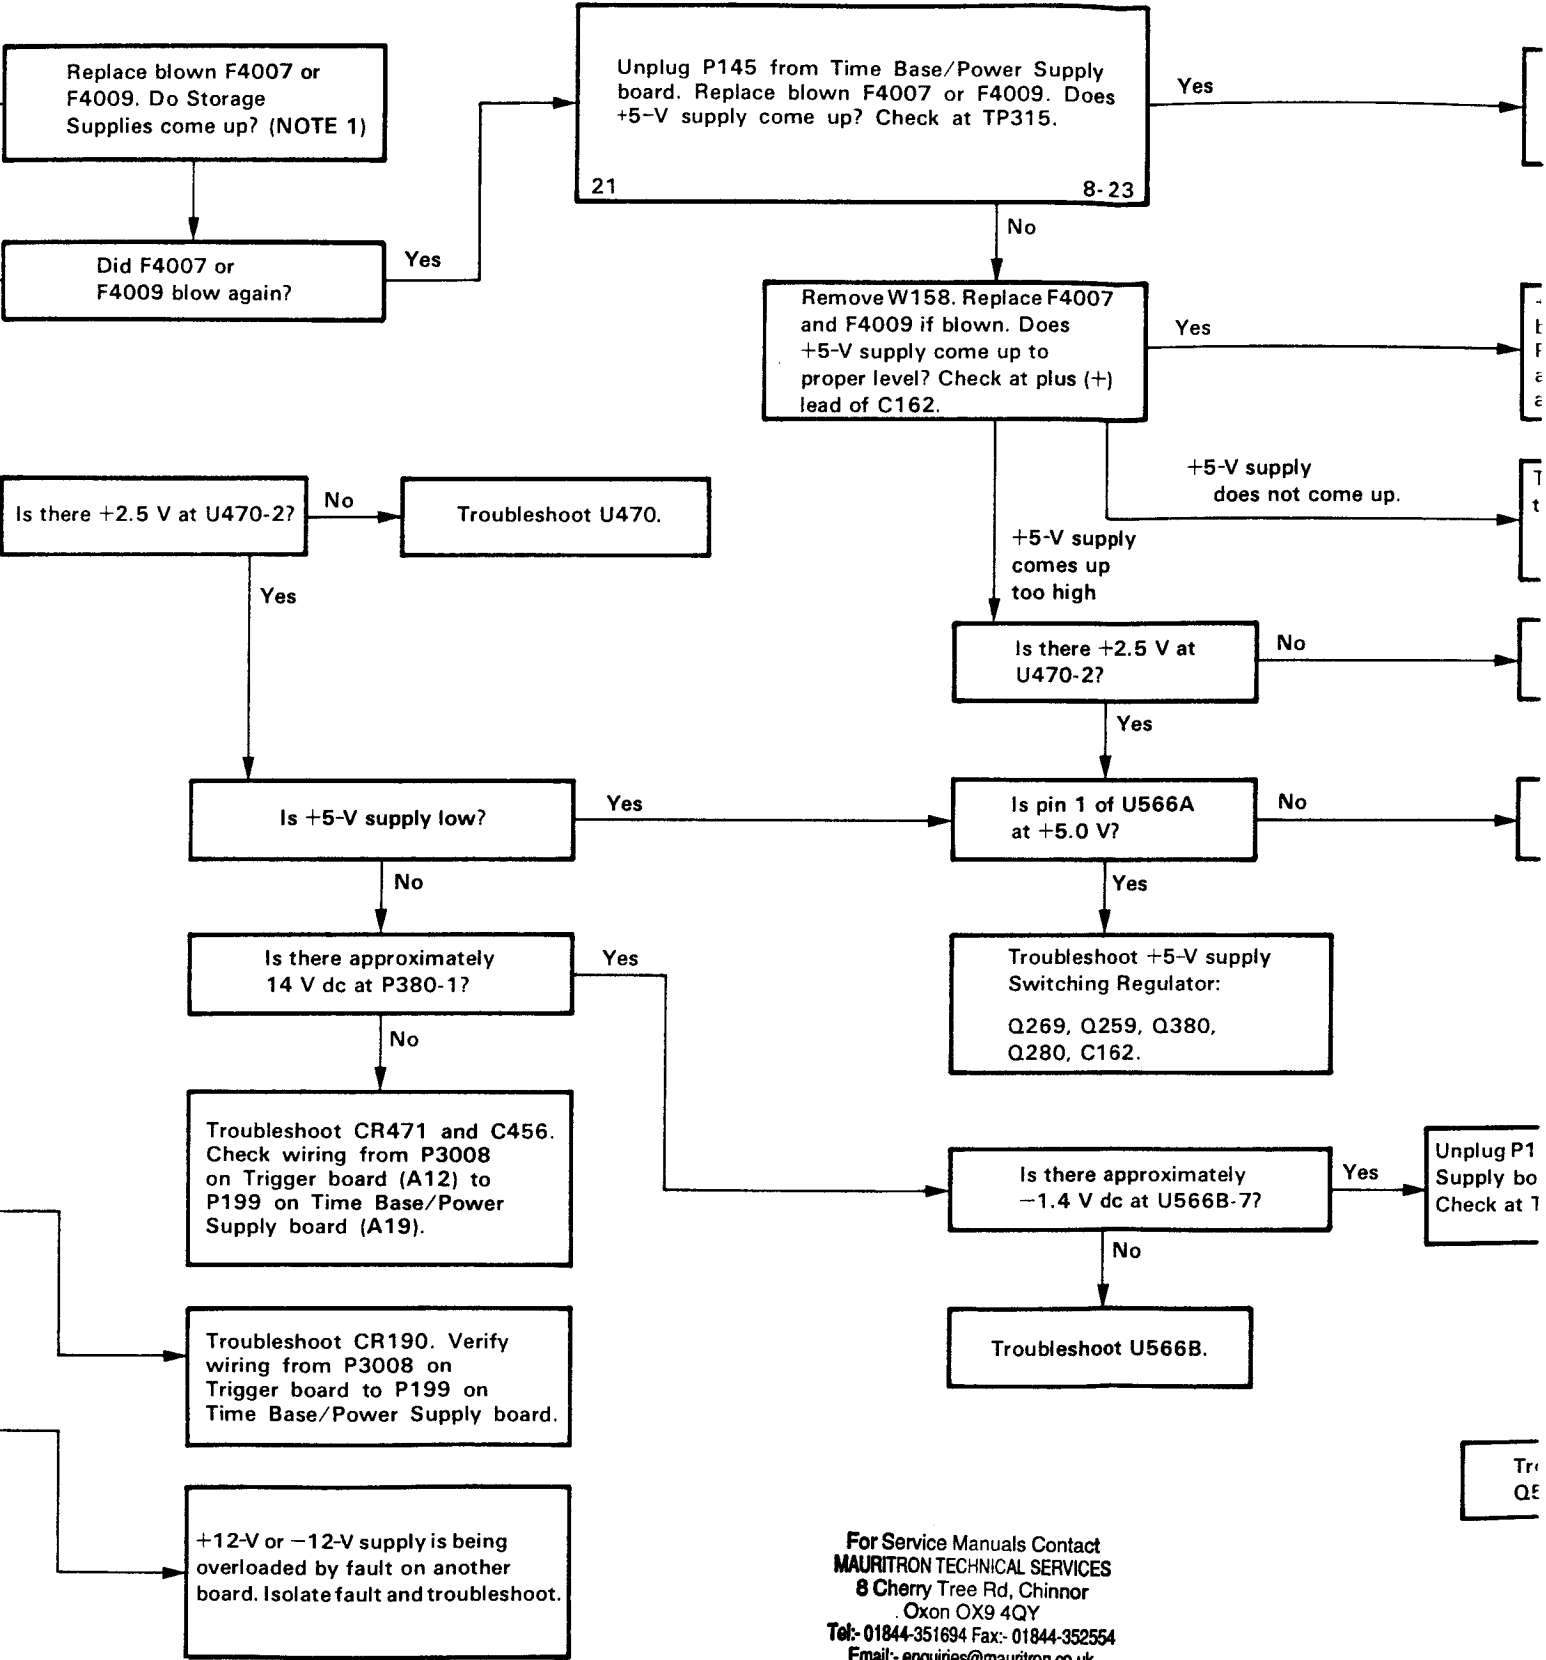 Replace blown F4007 or
F4009. Do Storage
Supplies come up? (NOTE 1)
Did F4007 or
F4009 blow again?
Yes
Unplug P145 from Time Base/Power Supply
board. Replace blown F4007 or F4009. Does
+5-V supply come up? Check at TP315.
21 8-23
Yes
No
Remove W158. Replace F4007
and F4009 if blown. Does
+5-V supply come up to
proper level? Check at plus (+)
lead of C162.
Yes
+5-V supply
does not come up.
+5-V supply
comes up
too high
Is there +2.5 V at U470-2?
No
Troubleshoot U470.
Yes
Is there +2.5 V at
U470-2?
No
Yes
Is +5-V supply low?
Yes
Is pin 1 of U566A
at +5.0 V?
No
No
Yes
Is there approximately
14 V dc at P380-1?
Yes
Troubleshoot +5-V supply
Switching Regulator:
Q269, Q259, Q380,
Q280, C162.
No
Troubleshoot CR471 and C456.
Check wiring from P3008
on Trigger board (A12) to
P199 on Time Base/Power
Supply board (A19).
Is there approximately
−1.4 V dc at U566B-7?
Yes
Unplug P1
Supply bo
Check at T
No
Troubleshoot U566B.
Troubleshoot CR190. Verify
wiring from P3008 on
Trigger board to P199 on
Time Base/Power Supply board.
+12-V or −12-V supply is being
overloaded by fault on another
board. Isolate fault and troubleshoot.
For Service Manuals Contact
MAURITRON TECHNICAL SERVICES
8 Cherry Tree Rd, Chinnor
Oxon OX9 4QY
Tel:- 01844-351694 Fax:- 01844-352554
Email:- enquiries@mauritron.co.uk